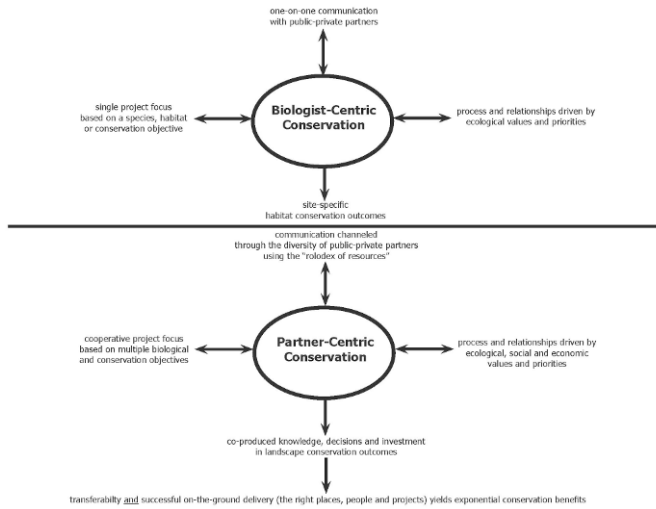 one-on-one communication
with public-private partners
single project focus
based on a species, habitat
or conservation objective
Biologist-Centric
Conservation
process and relationships driven by
ecological values and priorities
site-specific
habitat conservation outcomes
communication channeled
through the diversity of public-private partners
using the "rolodex of resources"
cooperative project focus
based on multiple biological
and conservation objectives
Partner-Centric
Conservation
process and relationships driven by
ecological, social and economic
values and priorities
co-produced knowledge, decisions and investment
in landscape conservation outcomes
transferabilty and successful on-the-ground delivery (the right places, people and projects) yields exponential conservation benefits